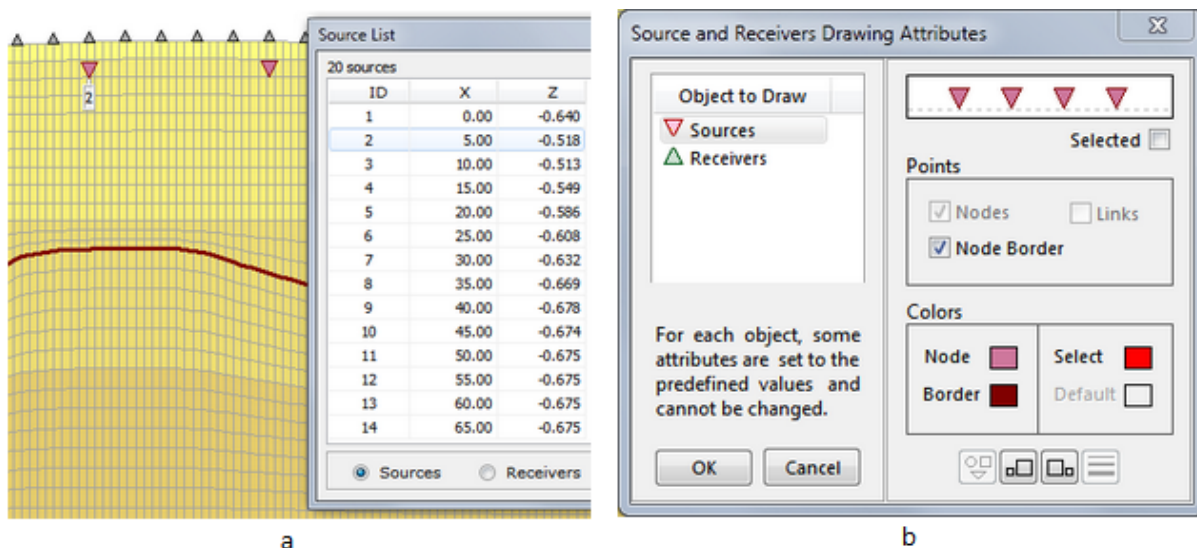 2
Source List
20 sources
ID X Z
1 0.00 -0.640
2 5.00 -0.518
3 10.00 -0.513
4 15.00 -0.549
5 20.00 -0.586
6 25.00 -0.608
7 30.00 -0.632
8 35.00 -0.669
9 40.00 -0.678
10 45.00 -0.674
11 50.00 -0.675
12 55.00 -0.675
13 60.00 -0.675
14 65.00 -0.675
Sources Receivers
a
Source and Receivers Drawing Attributes
Object to Draw
Sources
Receivers
For each object, some
attributes are set to the
predefined values and
cannot be changed.
OK Cancel
Selected
Points
Nodes Links
Node Border
Colors
Node Select
Border Default
b